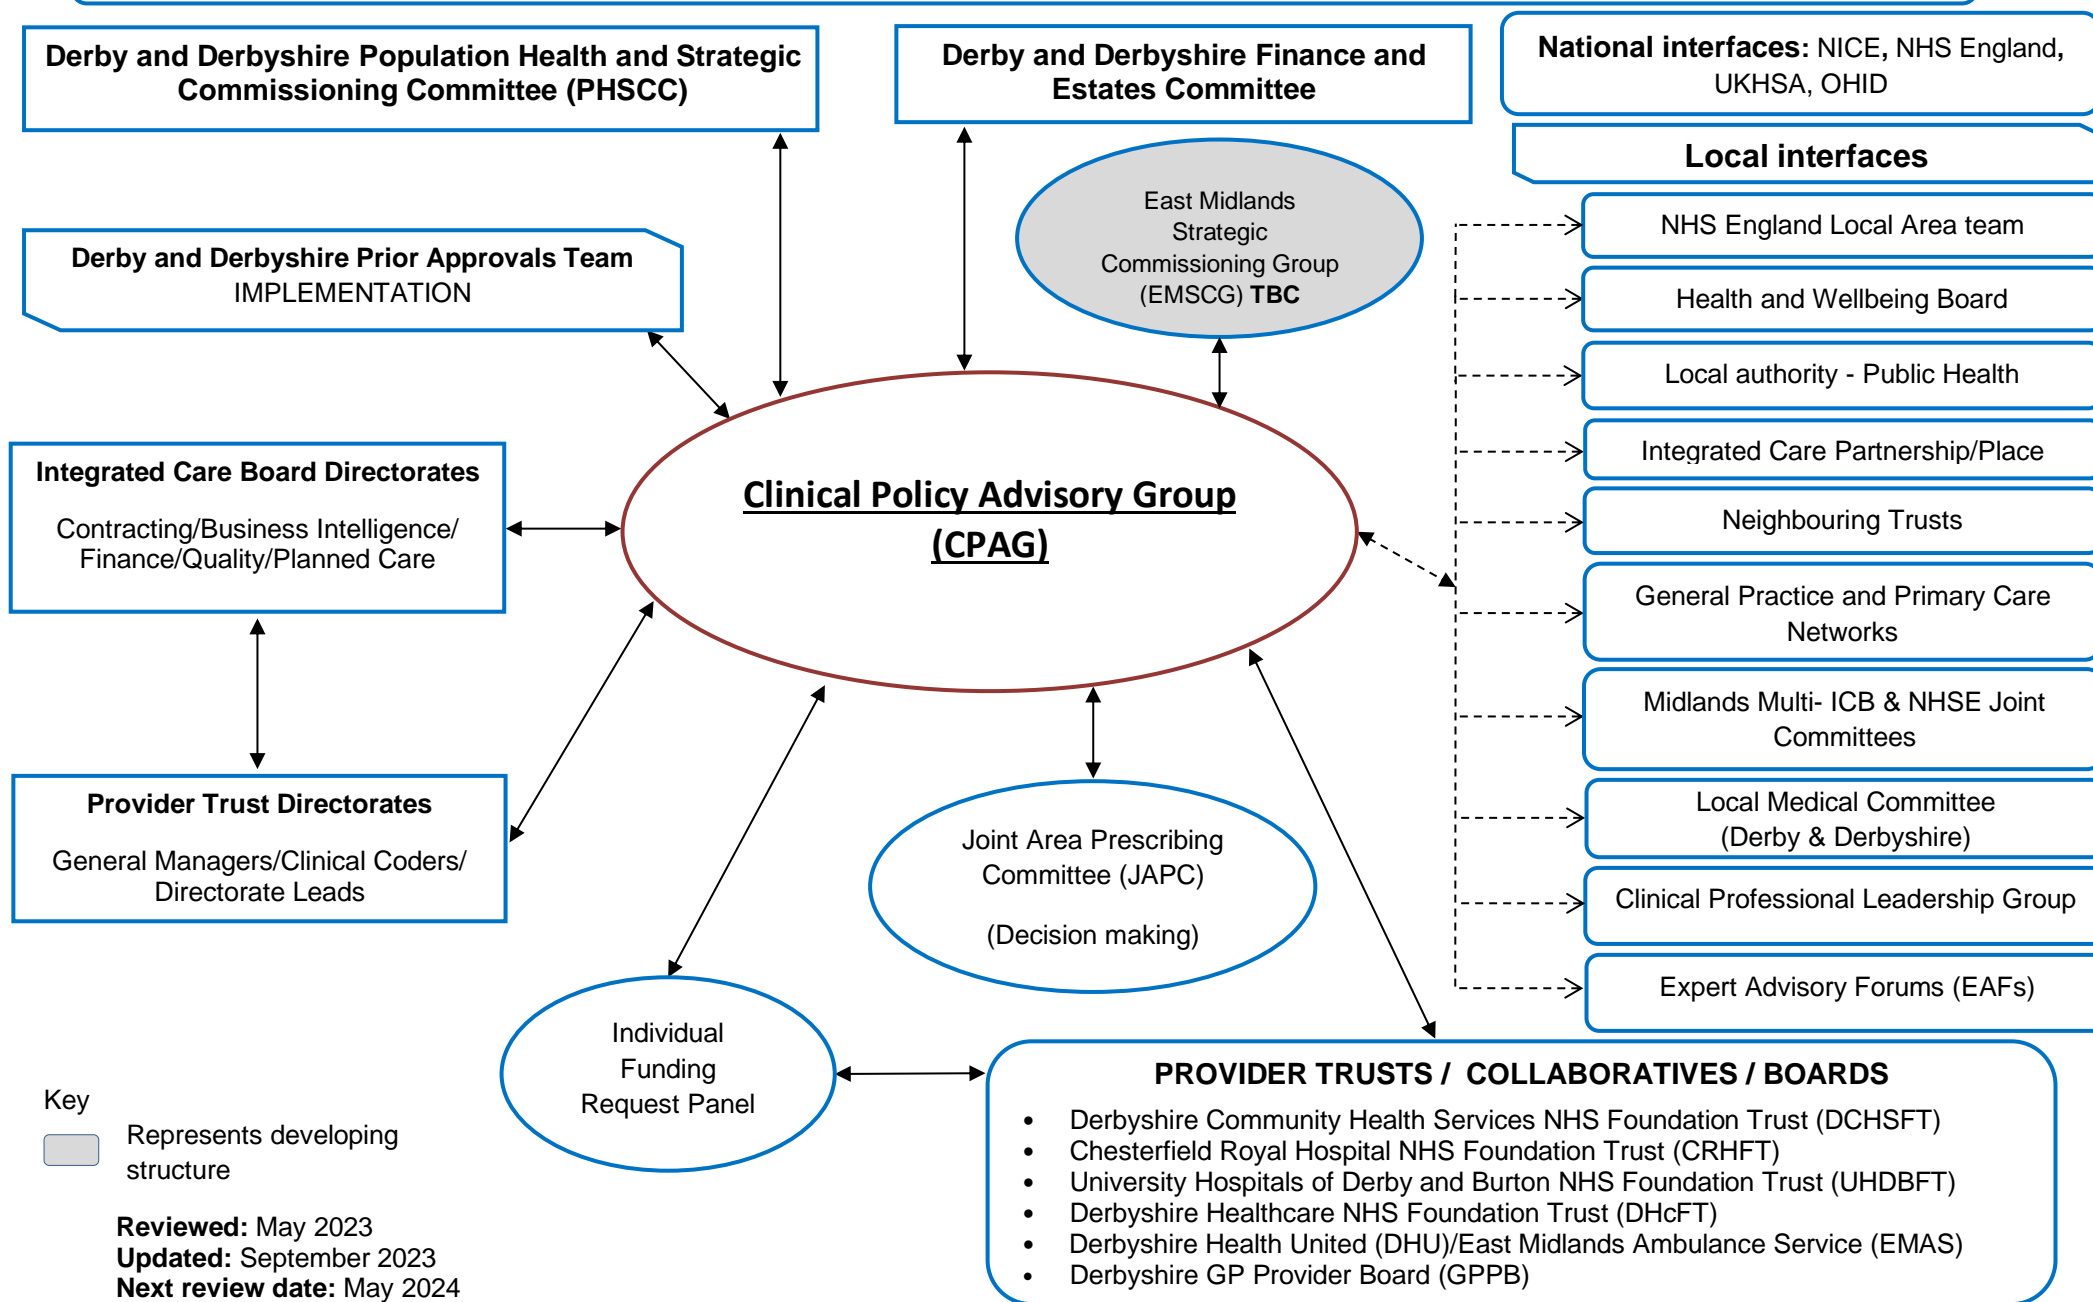 Derby and Derbyshire Population Health and Strategic
Commissioning Committee (PHSCC)
Derby and Derbyshire Finance and
Estates Committee
National interfaces: NICE, NHS England,
UKHSA, OHID
Local interfaces
East Midlands
Strategic
Commissioning Group
(EMSCG) TBC
Derby and Derbyshire Prior Approvals Team
IMPLEMENTATION
NHS England Local Area team
Health and Wellbeing Board
Local authority - Public Health
Integrated Care Partnership/Place
Neighbouring Trusts
General Practice and Primary Care
Networks
Midlands Multi- ICB & NHSE Joint
Committees
Local Medical Committee
(Derby & Derbyshire)
Clinical Professional Leadership Group
Expert Advisory Forums (EAFs)
Integrated Care Board Directorates
Contracting/Business Intelligence/
Finance/Quality/Planned Care
Clinical Policy Advisory Group
(CPAG)
Provider Trust Directorates
General Managers/Clinical Coders/
Directorate Leads
Joint Area Prescribing
Committee (JAPC)
(Decision making)
Individual
Funding
Request Panel
PROVIDER TRUSTS / COLLABORATIVES / BOARDS
• Derbyshire Community Health Services NHS Foundation Trust (DCHSFT)
• Chesterfield Royal Hospital NHS Foundation Trust (CRHFT)
• University Hospitals of Derby and Burton NHS Foundation Trust (UHDBFT)
• Derbyshire Healthcare NHS Foundation Trust (DHcFT)
• Derbyshire Health United (DHU)/East Midlands Ambulance Service (EMAS)
• Derbyshire GP Provider Board (GPPB)
Key
Represents developing
structure
Reviewed: May 2023
Updated: September 2023
Next review date: May 2024